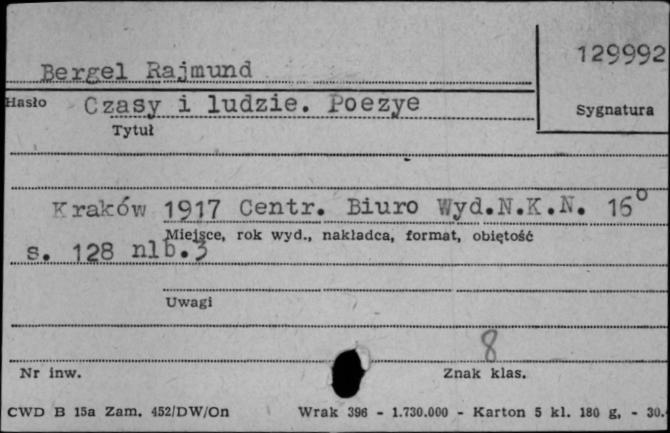 129992
Bergel Rajmund
Hasło Czasy i ludzie. Poezye
Sygnatura
Tytuł
Kraków 1917 Centr. Biuro Wyd.N.K.N. 16°
Miejsce, rok wyd., nakładca, format, objętość
s. 128 nlb.3
Uwagi
8
Nr inw. Znak klas.
CWD B 15a Zam. 452/DW/On Wrak 396 - 1.730.000 - Karton 5 kl. 180 g, - 30.